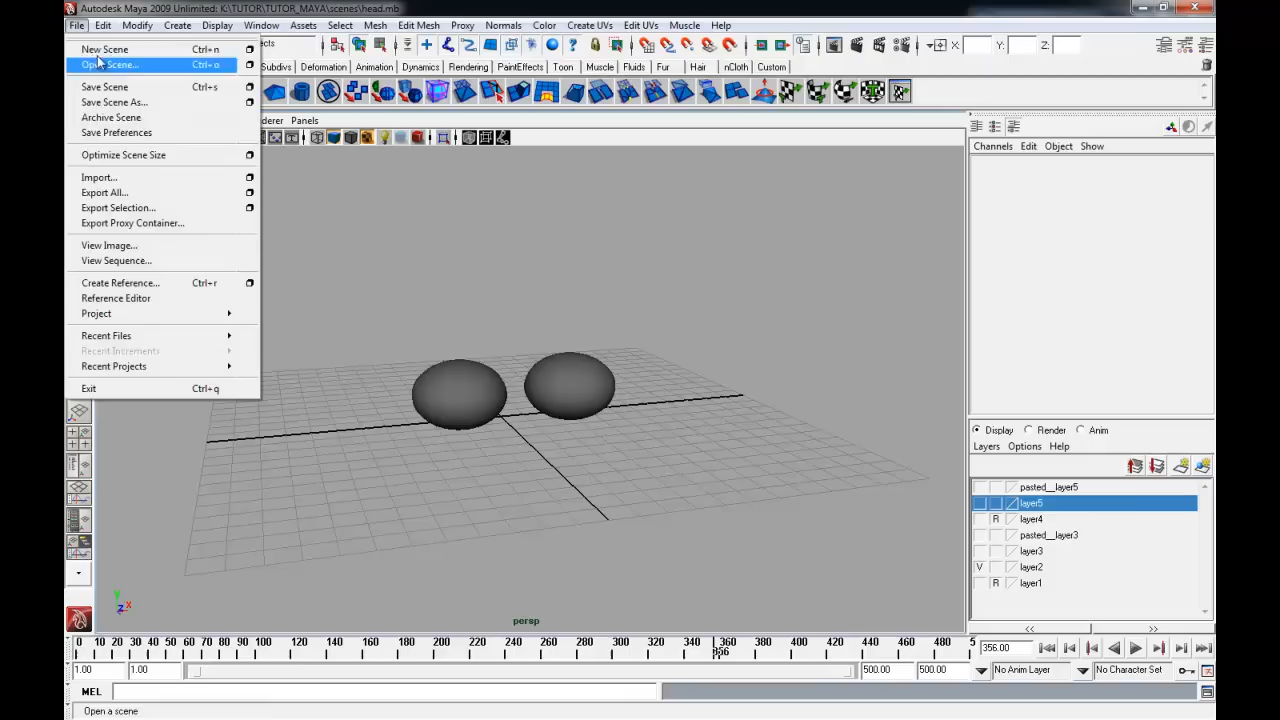 Autodesk Maya 2009 Unlimited: K:\TUTOR\TUTOR_MAYA\scenes\head.mb
File Edit Modify Create Display Window Assets Select Mesh Edit Mesh Proxy Normals Color Create UVs Edit UVs Muscle Help
New Scene Ctrl+n
X: Y: Z:
Open Scene... Ctrl+o
Subdivs Deformation Animation Dynamics Rendering PaintEffects Toon Muscle Fluids Fur Hair nCloth Custom
Save Scene Ctrl+s
Save Scene As...
Archive Scene
Panels
Save Preferences
Optimize Scene Size
Import...
Export All...
Export Selection...
Export Proxy Container...
View Image...
View Sequence...
Create Reference... Ctrl+r
Reference Editor
Project
Recent Files
Recent Increments
Recent Projects
Exit Ctrl+q
Channels Edit Object Show
Display Render Anim
Layers Options Help
pasted__layer5
layer5
R layer4
pasted__layer3
layer3
V layer2
R layer1
y
z x
persp
0 10 20 30 40 50 60 70 80 90 100 120 140 160 180 200 220 240 260 280 300 320 340 360 380 400 420 440 460 480 5
356
356.00
1.00 1.00 500.00 500.00 No Anim Layer No Character Set
MEL
Open a scene